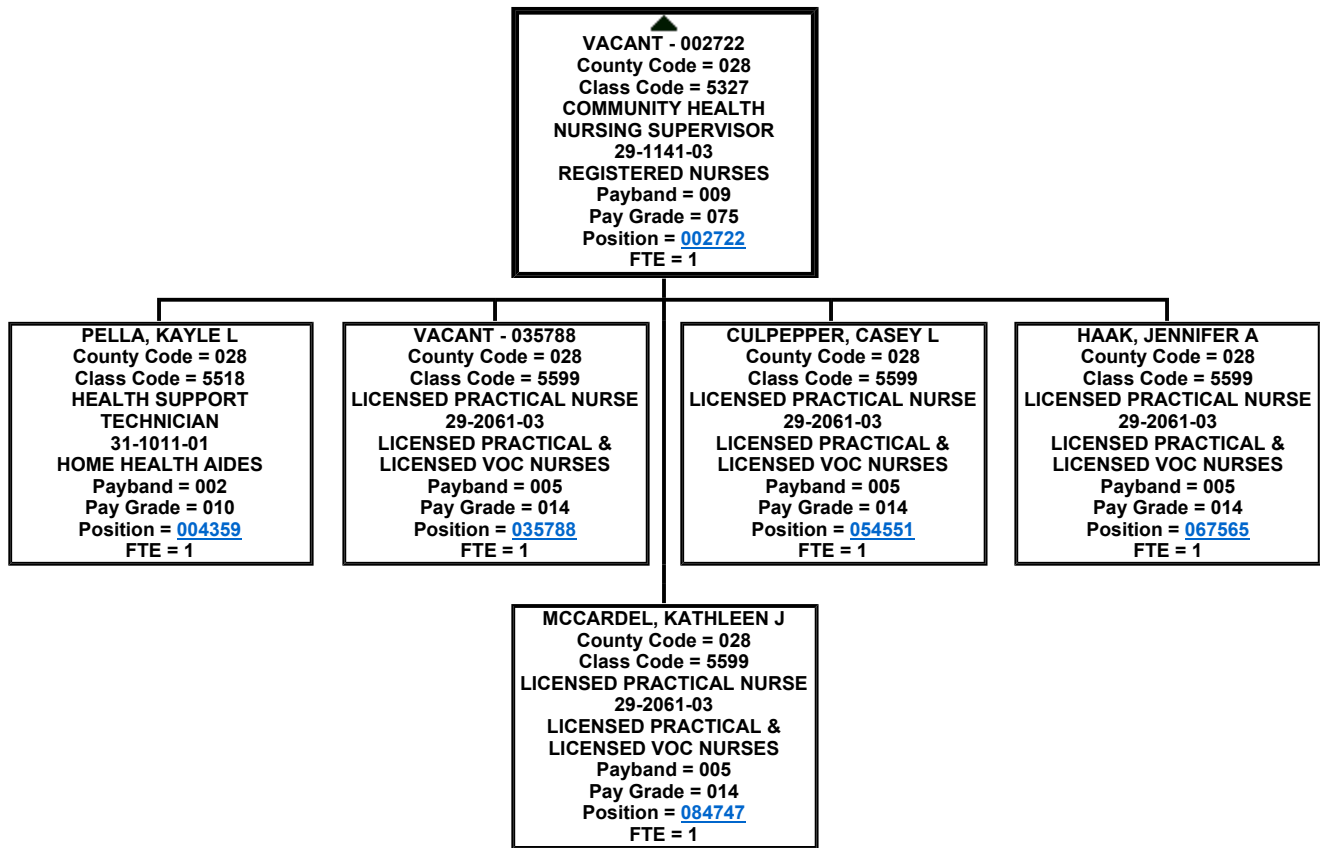 VACANT - 002722
County Code = 028
Class Code = 5327
COMMUNITY HEALTH
NURSING SUPERVISOR
29-1141-03
REGISTERED NURSES
Payband = 009
Pay Grade = 075
Position = 002722
FTE = 1
PELLA, KAYLE L
County Code = 028
Class Code = 5518
HEALTH SUPPORT
TECHNICIAN
31-1011-01
HOME HEALTH AIDES
Payband = 002
Pay Grade = 010
Position = 004359
FTE = 1
VACANT - 035788
County Code = 028
Class Code = 5599
LICENSED PRACTICAL NURSE
29-2061-03
LICENSED PRACTICAL &
LICENSED VOC NURSES
Payband = 005
Pay Grade = 014
Position = 035788
FTE = 1
CULPEPPER, CASEY L
County Code = 028
Class Code = 5599
LICENSED PRACTICAL NURSE
29-2061-03
LICENSED PRACTICAL &
LICENSED VOC NURSES
Payband = 005
Pay Grade = 014
Position = 054551
FTE = 1
HAAK, JENNIFER A
County Code = 028
Class Code = 5599
LICENSED PRACTICAL NURSE
29-2061-03
LICENSED PRACTICAL &
LICENSED VOC NURSES
Payband = 005
Pay Grade = 014
Position = 067565
FTE = 1
MCCARDEL, KATHLEEN J
County Code = 028
Class Code = 5599
LICENSED PRACTICAL NURSE
29-2061-03
LICENSED PRACTICAL &
LICENSED VOC NURSES
Payband = 005
Pay Grade = 014
Position = 084747
FTE = 1